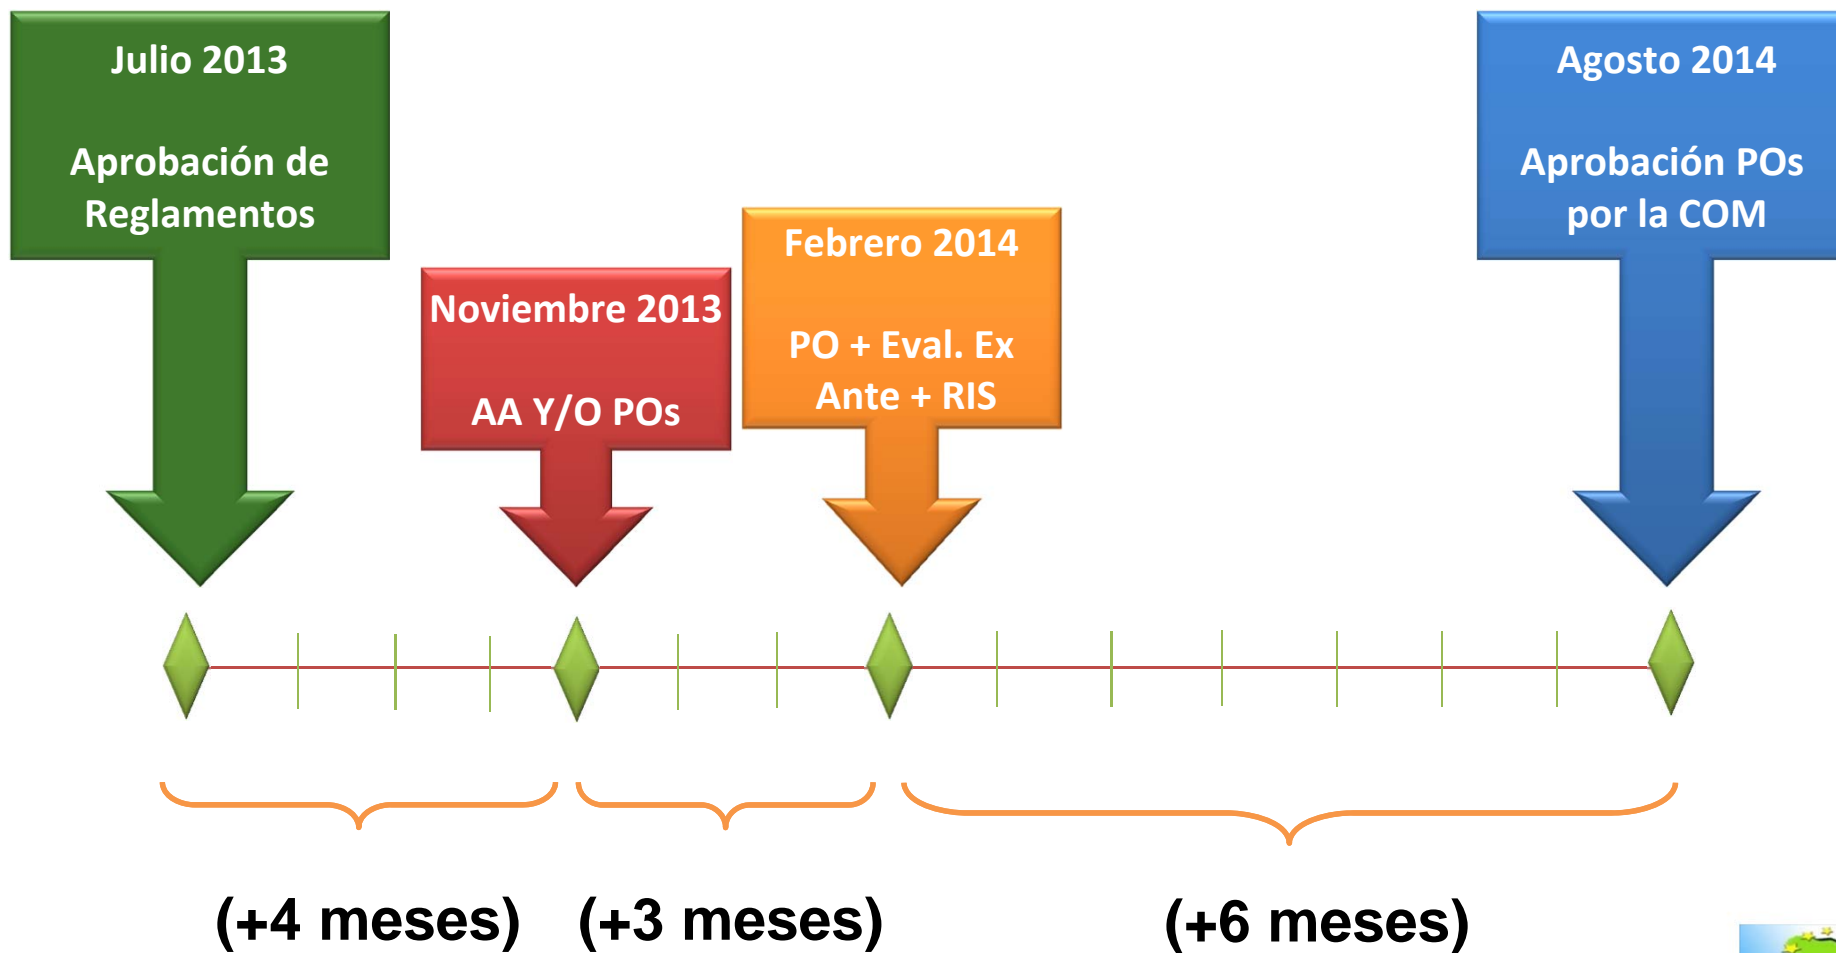 Julio 2013
Aprobación de
Reglamentos
Noviembre 2013
AA Y/O POs
Febrero 2014
PO + Eval. Ex
Ante + RIS
Agosto 2014
Aprobación POs
por la COM
(+4 meses)
(+3 meses)
(+6 meses)